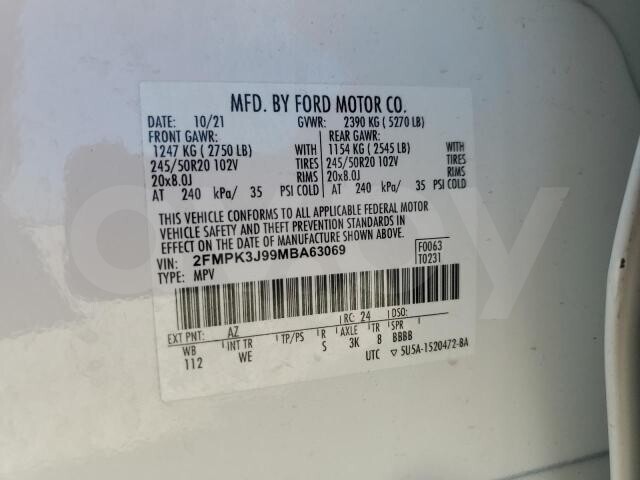 MFD. BY FORD MOTOR CO.
DATE: 10/21 GVWR: 2390 KG ( 5270 LB)
FRONT GAWR: REAR GAWR:
1247 KG ( 2750 LB) WITH 1154 KG ( 2545 LB) WITH
245/50R20 102V TIRES 245/50R20 102V TIRES
20x8.0J RIMS 20x8.0J RIMS
AT 240 kPa/ 35 PSI COLD AT 240 kPa/ 35 PSI COLD
THIS VEHICLE CONFORMS TO ALL APPLICABLE FEDERAL MOTOR
VEHICLE SAFETY AND THEFT PREVENTION STANDARDS IN
EFFECT ON THE DATE OF MANUFACTURE SHOWN ABOVE.
VIN: 2FMPK3J99MBA63069 F0063
TYPE: MPV T0231
EXT PNT: AZ RC: 24 DSO:
WB INT TR TP/PS R AXLE TR SPR
112 WE S 3K 8 BBBB
UTC ▽ 5U5A-1520472-BA